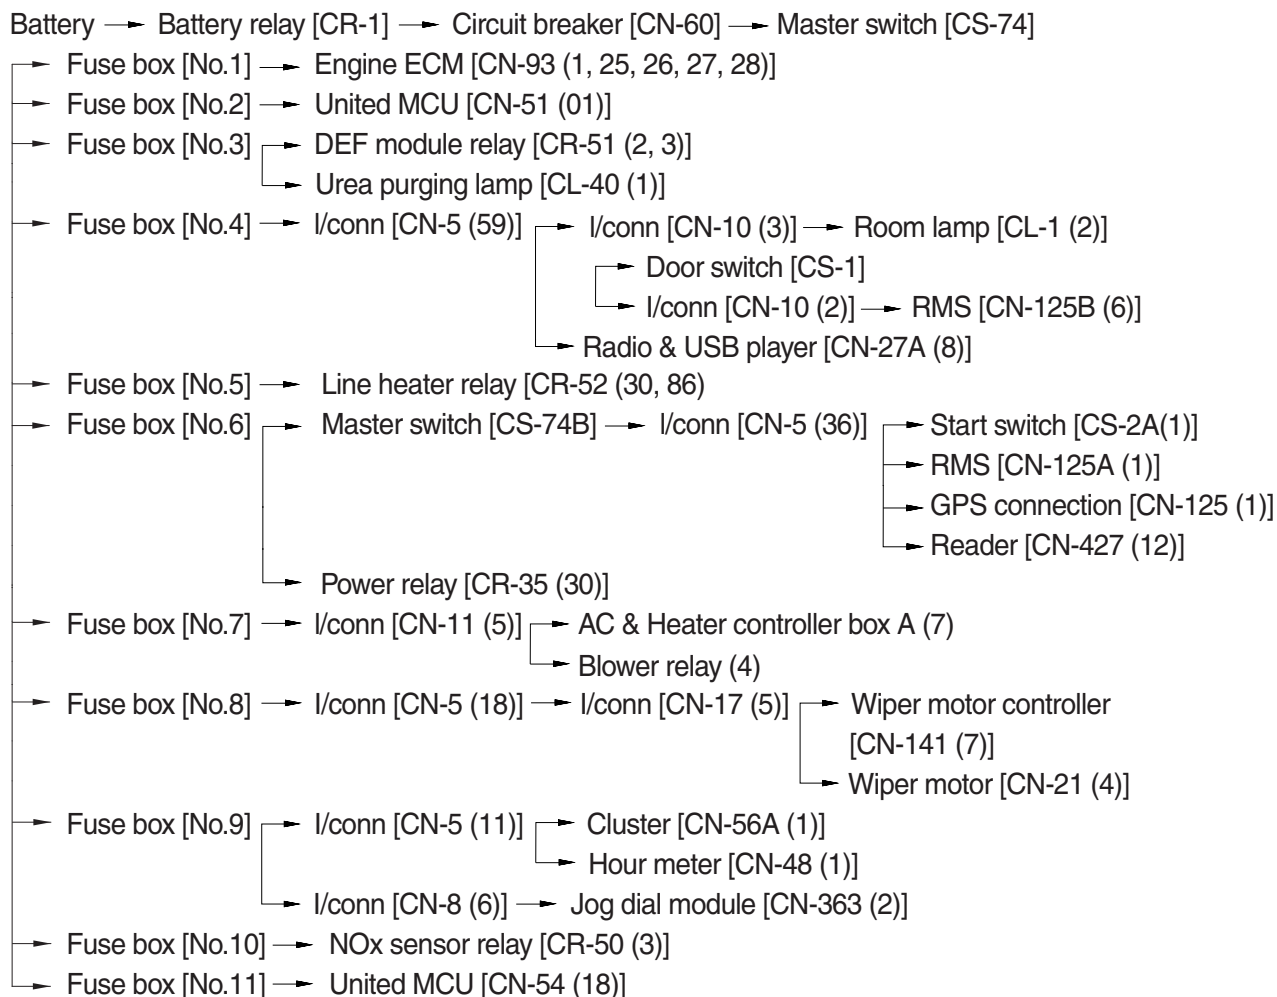 Battery → Battery relay [CR-1] → Circuit breaker [CN-60] → Master switch [CS-74]
Fuse box [No.1] → Engine ECM [CN-93 (1, 25, 26, 27, 28)]
Fuse box [No.2] → United MCU [CN-51 (01)]
Fuse box [No.3] → DEF module relay [CR-51 (2, 3)]
→ Urea purging lamp [CL-40 (1)]
Fuse box [No.4] → I/conn [CN-5 (59)] → I/conn [CN-10 (3)] → Room lamp [CL-1 (2)]
→ Door switch [CS-1]
→ I/conn [CN-10 (2)] → RMS [CN-125B (6)]
→ Radio & USB player [CN-27A (8)]
Fuse box [No.5] → Line heater relay [CR-52 (30, 86)
Fuse box [No.6] → Master switch [CS-74B] → I/conn [CN-5 (36)] → Start switch [CS-2A(1)]
→ RMS [CN-125A (1)]
→ GPS connection [CN-125 (1)]
→ Reader [CN-427 (12)]
→ Power relay [CR-35 (30)]
Fuse box [No.7] → I/conn [CN-11 (5)] → AC & Heater controller box A (7)
→ Blower relay (4)
Fuse box [No.8] → I/conn [CN-5 (18)] → I/conn [CN-17 (5)] → Wiper motor controller
[CN-141 (7)]
→ Wiper motor [CN-21 (4)]
Fuse box [No.9] → I/conn [CN-5 (11)] → Cluster [CN-56A (1)]
→ Hour meter [CN-48 (1)]
→ I/conn [CN-8 (6)] → Jog dial module [CN-363 (2)]
Fuse box [No.10] → NOx sensor relay [CR-50 (3)]
Fuse box [No.11] → United MCU [CN-54 (18)]